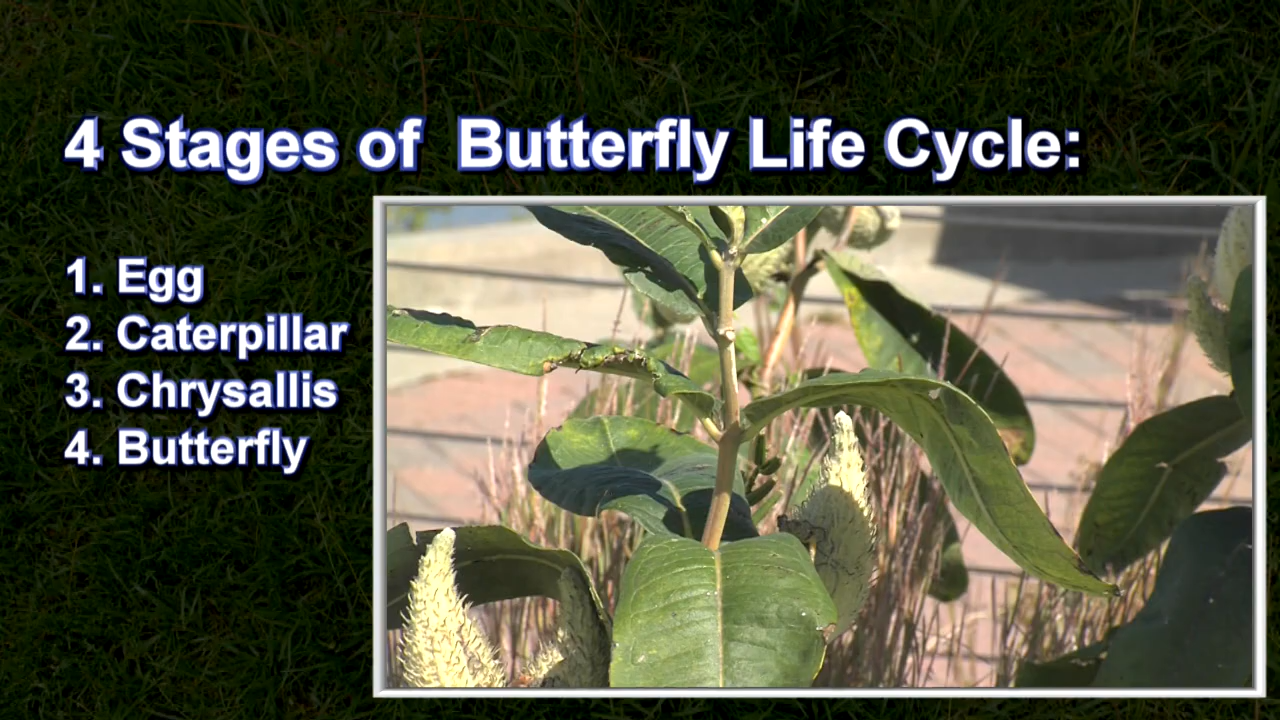 4 Stages of Butterfly Life Cycle:
1. Egg
2. Caterpillar
3. Chrysallis
4. Butterfly